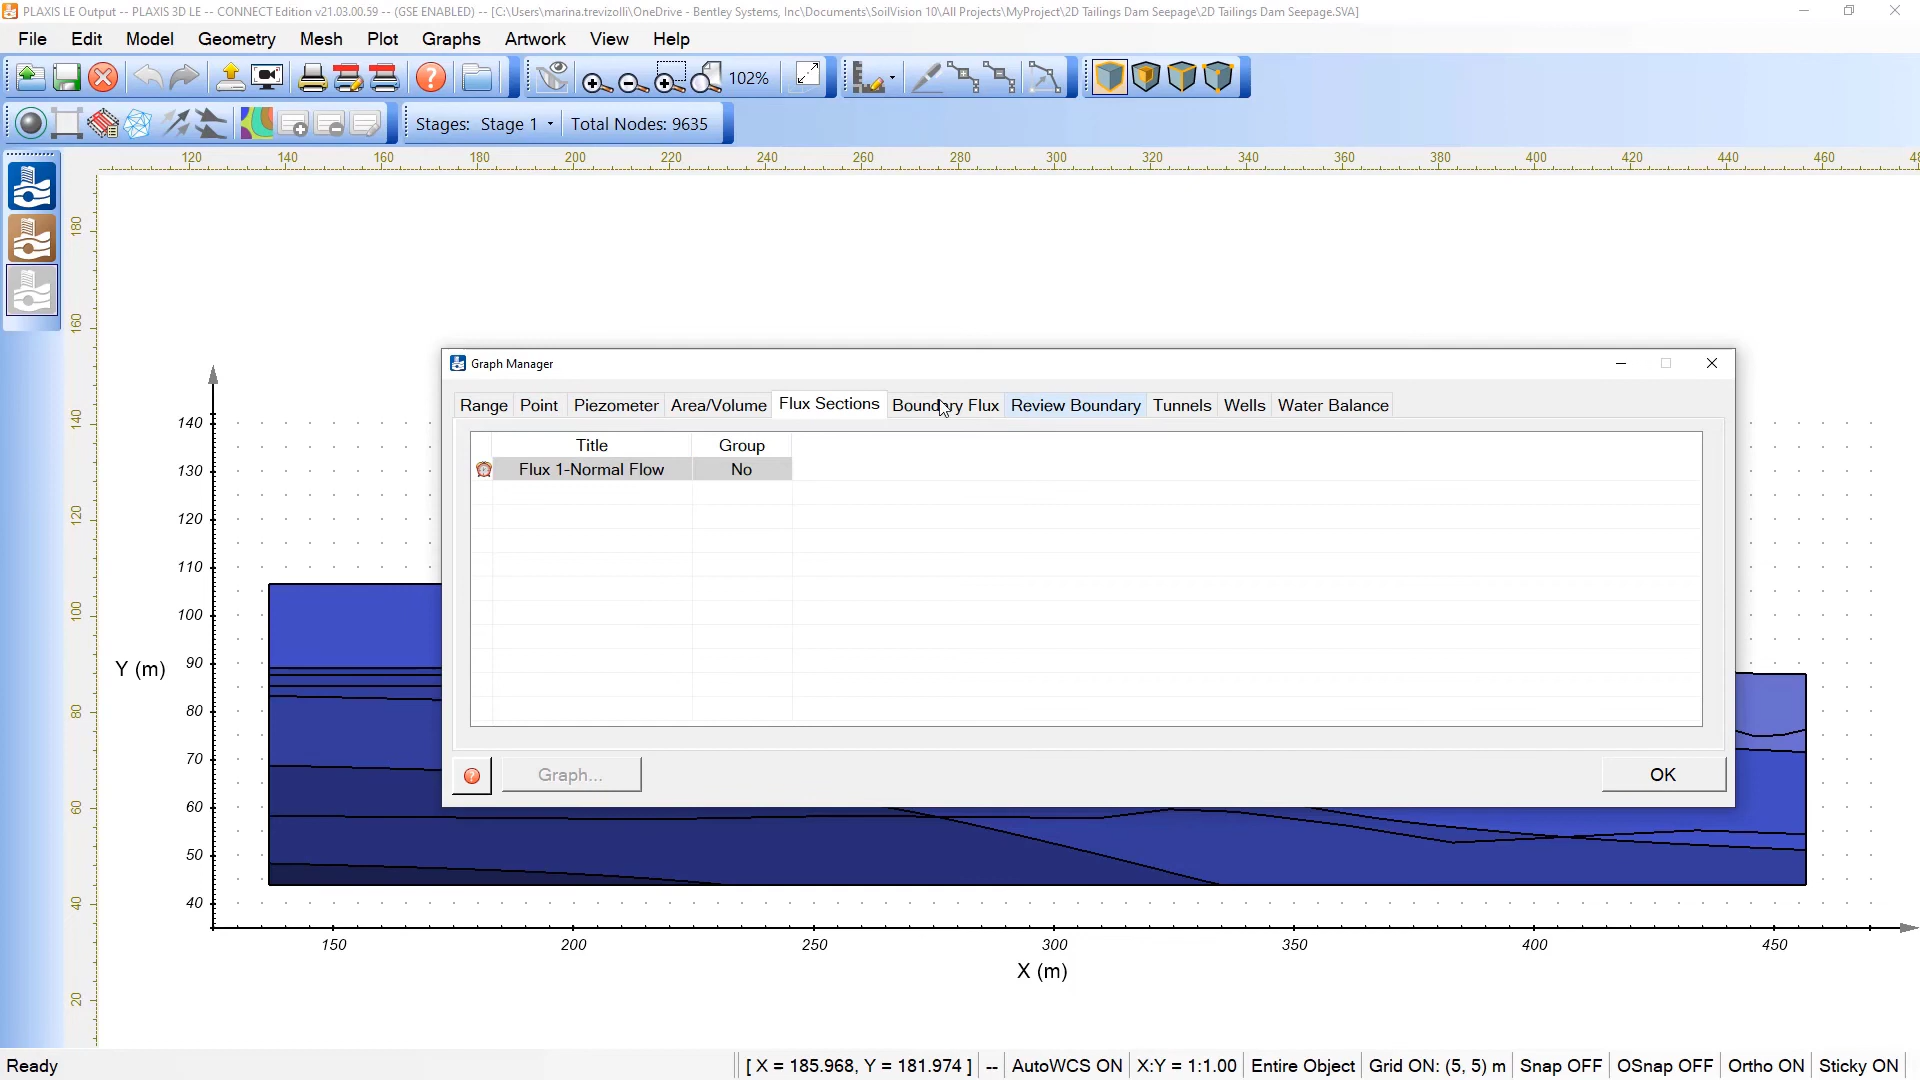 PLAXIS LE Output -- PLAXIS 3D LE -- CONNECT Edition v21.03.00.59 -- (GSE ENABLED) -- [C:\Users\marina.trevizolli\OneDrive - Bentley Systems, Inc\Documents\SoilVision 10\All Projects\MyProject\2D Tailings Dam Seepage\2D Tailings Dam Seepage.SVA]
File Edit Model Geometry Mesh Plot Graphs Artwork View Help
102%
Stages: Stage 1 Total Nodes: 9635
120 140 160 180 200 220 240 260 280 300 320 340 360 380 400 420 440 460
180
160
140
120
100
80
60
40
20
Graph Manager
Range Point Piezometer Area/Volume Flux Sections Boundary Flux Review Boundary Tunnels Wells Water Balance
Title Group
Flux 1-Normal Flow No
Graph... OK
140
130
120
110
100
90
Y (m)
80
70
60
50
40
150 200 250 300 350 400 450
X (m)
Ready [ X = 185.968, Y = 181.974 ] -- AutoWCS ON X:Y = 1:1.00 Entire Object Grid ON: (5, 5) m Snap OFF OSnap OFF Ortho ON Sticky ON